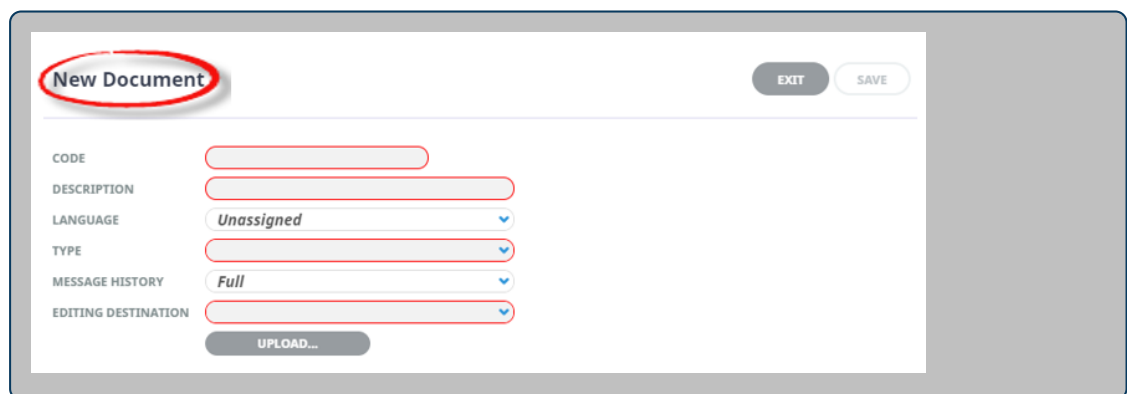 New Document
EXIT
SAVE
CODE
DESCRIPTION
LANGUAGE Unassigned
TYPE
MESSAGE HISTORY Full
EDITING DESTINATION
UPLOAD...